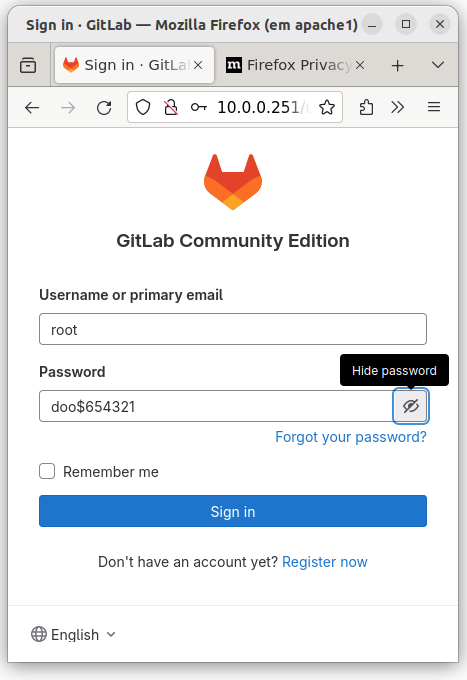 Sign in · GitLab — Mozilla Firefox (em apache1)
Sign in · GitLa
Firefox Privacy
10.0.0.251/
GitLab Community Edition
Username or primary email
root
Password
Hide password
doo$654321
Forgot your password?
Remember me
Sign in
Don't have an account yet? Register now
English